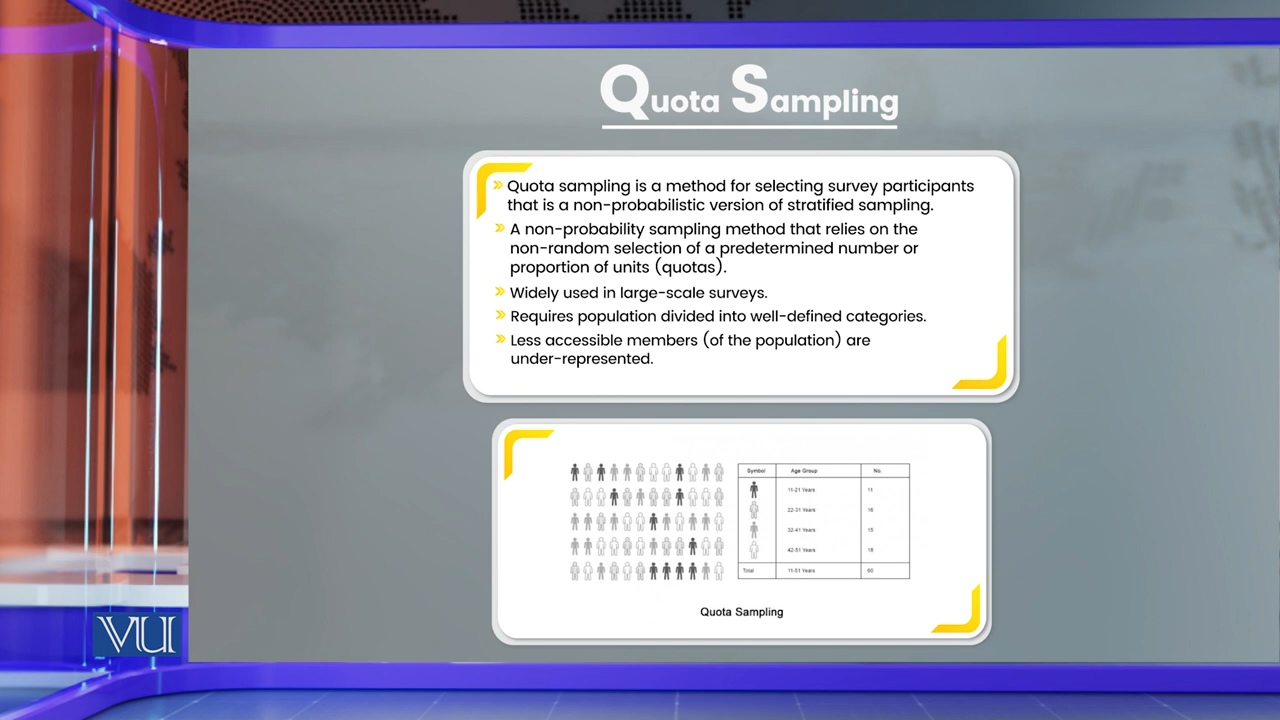 Quota Sampling
Quota sampling is a method for selecting survey participants
that is a non-probabilistic version of stratified sampling.
A non-probability sampling method that relies on the
non-random selection of a predetermined number or
proportion of units (quotas).
Widely used in large-scale surveys.
Requires population divided into well-defined categories.
Less accessible members (of the population) are
under-represented.
Symbol Age Group No.
11-21 Years 11
22-31 Years 16
32-41 Years 15
42-51 Years 18
Total 11-51 Years 60
Quota Sampling
VU